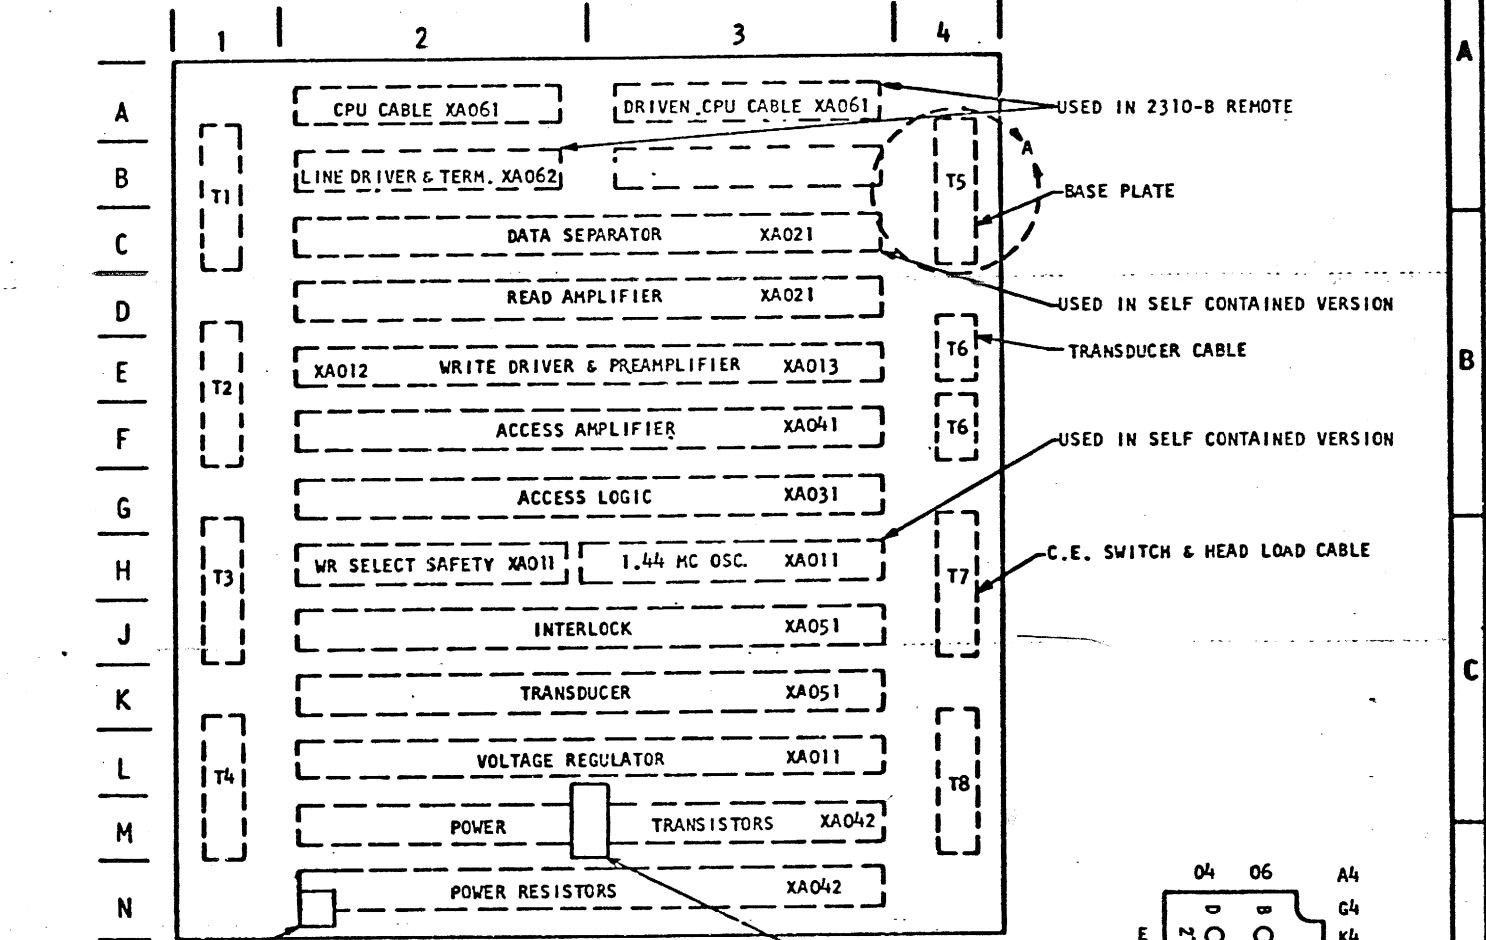 1 2 3 4
A
A
CPU CABLE XA061
DRIVEN CPU CABLE XA061
USED IN 2310-B REMOTE
B
LINE DRIVER & TERM. XA062
T1
T5
A
BASE PLATE
C
DATA SEPARATOR XA021
D
READ AMPLIFIER XA021
USED IN SELF CONTAINED VERSION
E
XA012 WRITE DRIVER & PREAMPLIFIER XA013
T2
T6
TRANSDUCER CABLE
B
F
ACCESS AMPLIFIER XA041
T6
USED IN SELF CONTAINED VERSION
G
ACCESS LOGIC XA031
H
WR SELECT SAFETY XA011
1.44 MC OSC. XA011
T3
T7
C.E. SWITCH & HEAD LOAD CABLE
J
INTERLOCK XA051
K
TRANSDUCER XA051
C
L
VOLTAGE REGULATOR XA011
T4
T8
M
POWER TRANSISTORS XA042
N
POWER RESISTORS XA042
04 06 A4
D B G4
E K4